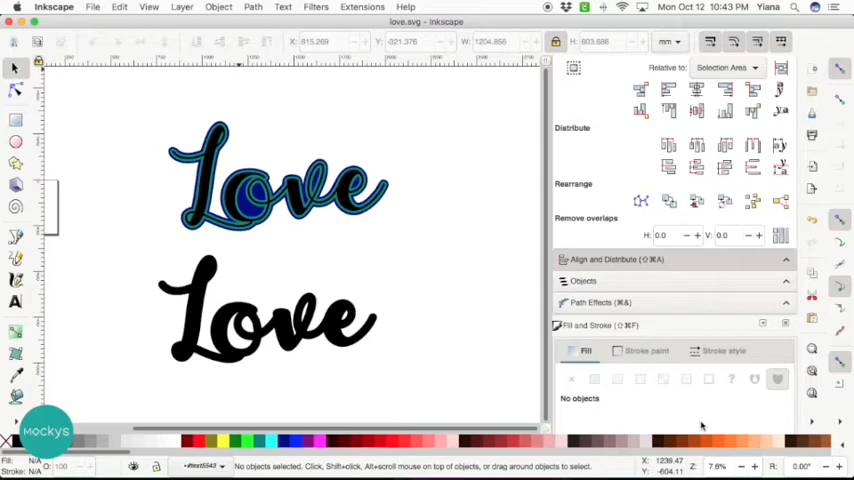 Inkscape File Edit View Layer Object Path Text Filters Extensions Help Mon Oct 12 10:43 PM Yiana
love.svg - Inkscape
X: 815.269 Y: -321.376 W: 1204.856 H: 603.686 mm
Relative to: Selection Area
Distribute
Rearrange
Remove overlaps
H: 0.0 V: 0.0
Align and Distribute (⇧⌘A)
Objects
Path Effects (⌘&)
Fill and Stroke (⇧⌘F)
Fill Stroke paint Stroke style
No objects
Love
Love
MOCKYS
Fill: N/A
Stroke: N/A
O: 100
•#text5543
No objects selected. Click, Shift+click, Alt+scroll mouse on top of objects, or drag around objects to select.
X: 1239.47
Y: -604.11
Z: 7.6% R: 0.00°